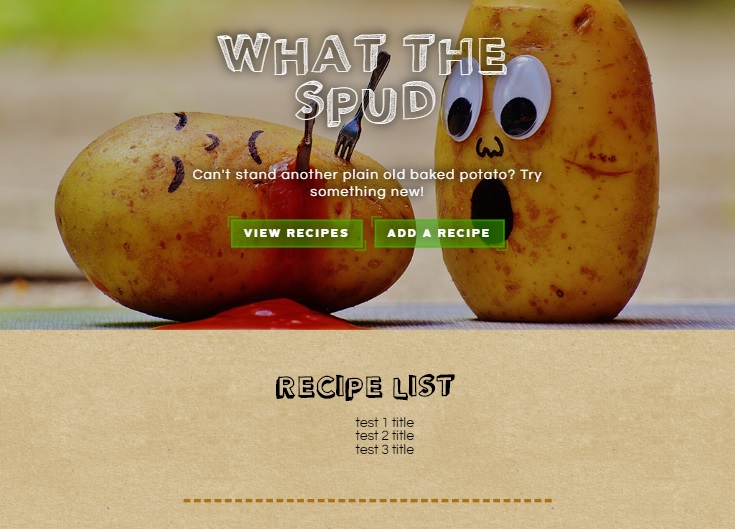 WHAT THE
SPUD
Can't stand another plain old baked potato? Try
something new!
VIEW RECIPES ADD A RECIPE
RECIPE LIST
test 1 title
test 2 title
test 3 title